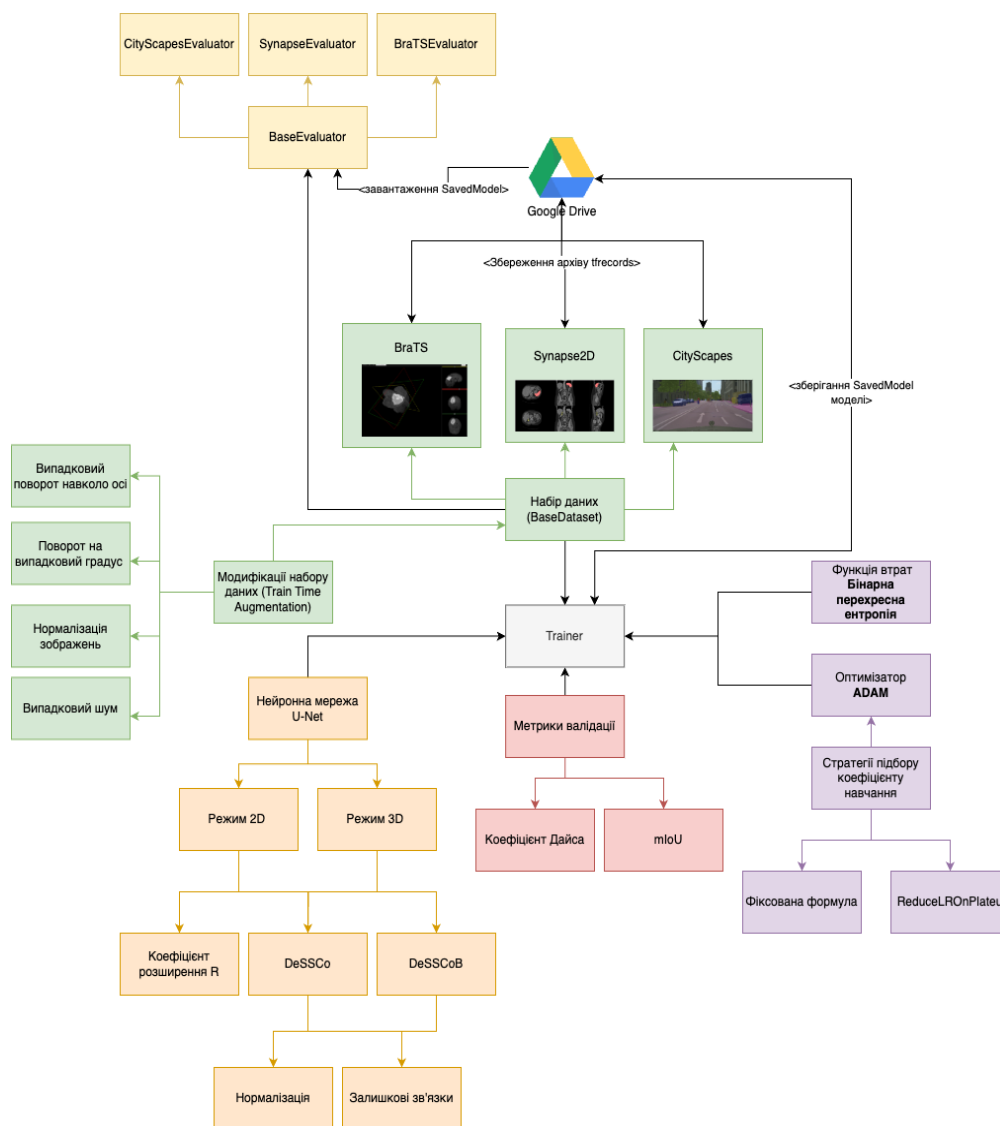 CityScapesEvaluator
SynapseEvaluator
BraTSEvaluator
BaseEvaluator
<завантаження SavedModel>
Google Drive
<Збереження архіву tfrecords>
BraTS
Synapse2D
CityScapes
<зберігання SavedModel
моделі>
Випадковий
поворот навколо осі
Поворот на
випадковий градус
Нормалізація
зображень
Випадковий шум
Модифікації набору
даних (Train Time
Augmentation)
Набір даних
(BaseDataset)
Trainer
Функція втрат
Бінарна
перехресна
ентропія
Оптимізатор
ADAM
Стратегії підбору
коефіцієнту
навчання
Фіксована формула
ReduceLROnPlateu
Нейронна мережа
U-Net
Метрики валідації
Коефіцієнт Дайса
mIoU
Режим 2D
Режим 3D
Коефіцієнт
розширення R
DeSSCo
DeSSCoB
Нормалізація
Залишкові зв'язки